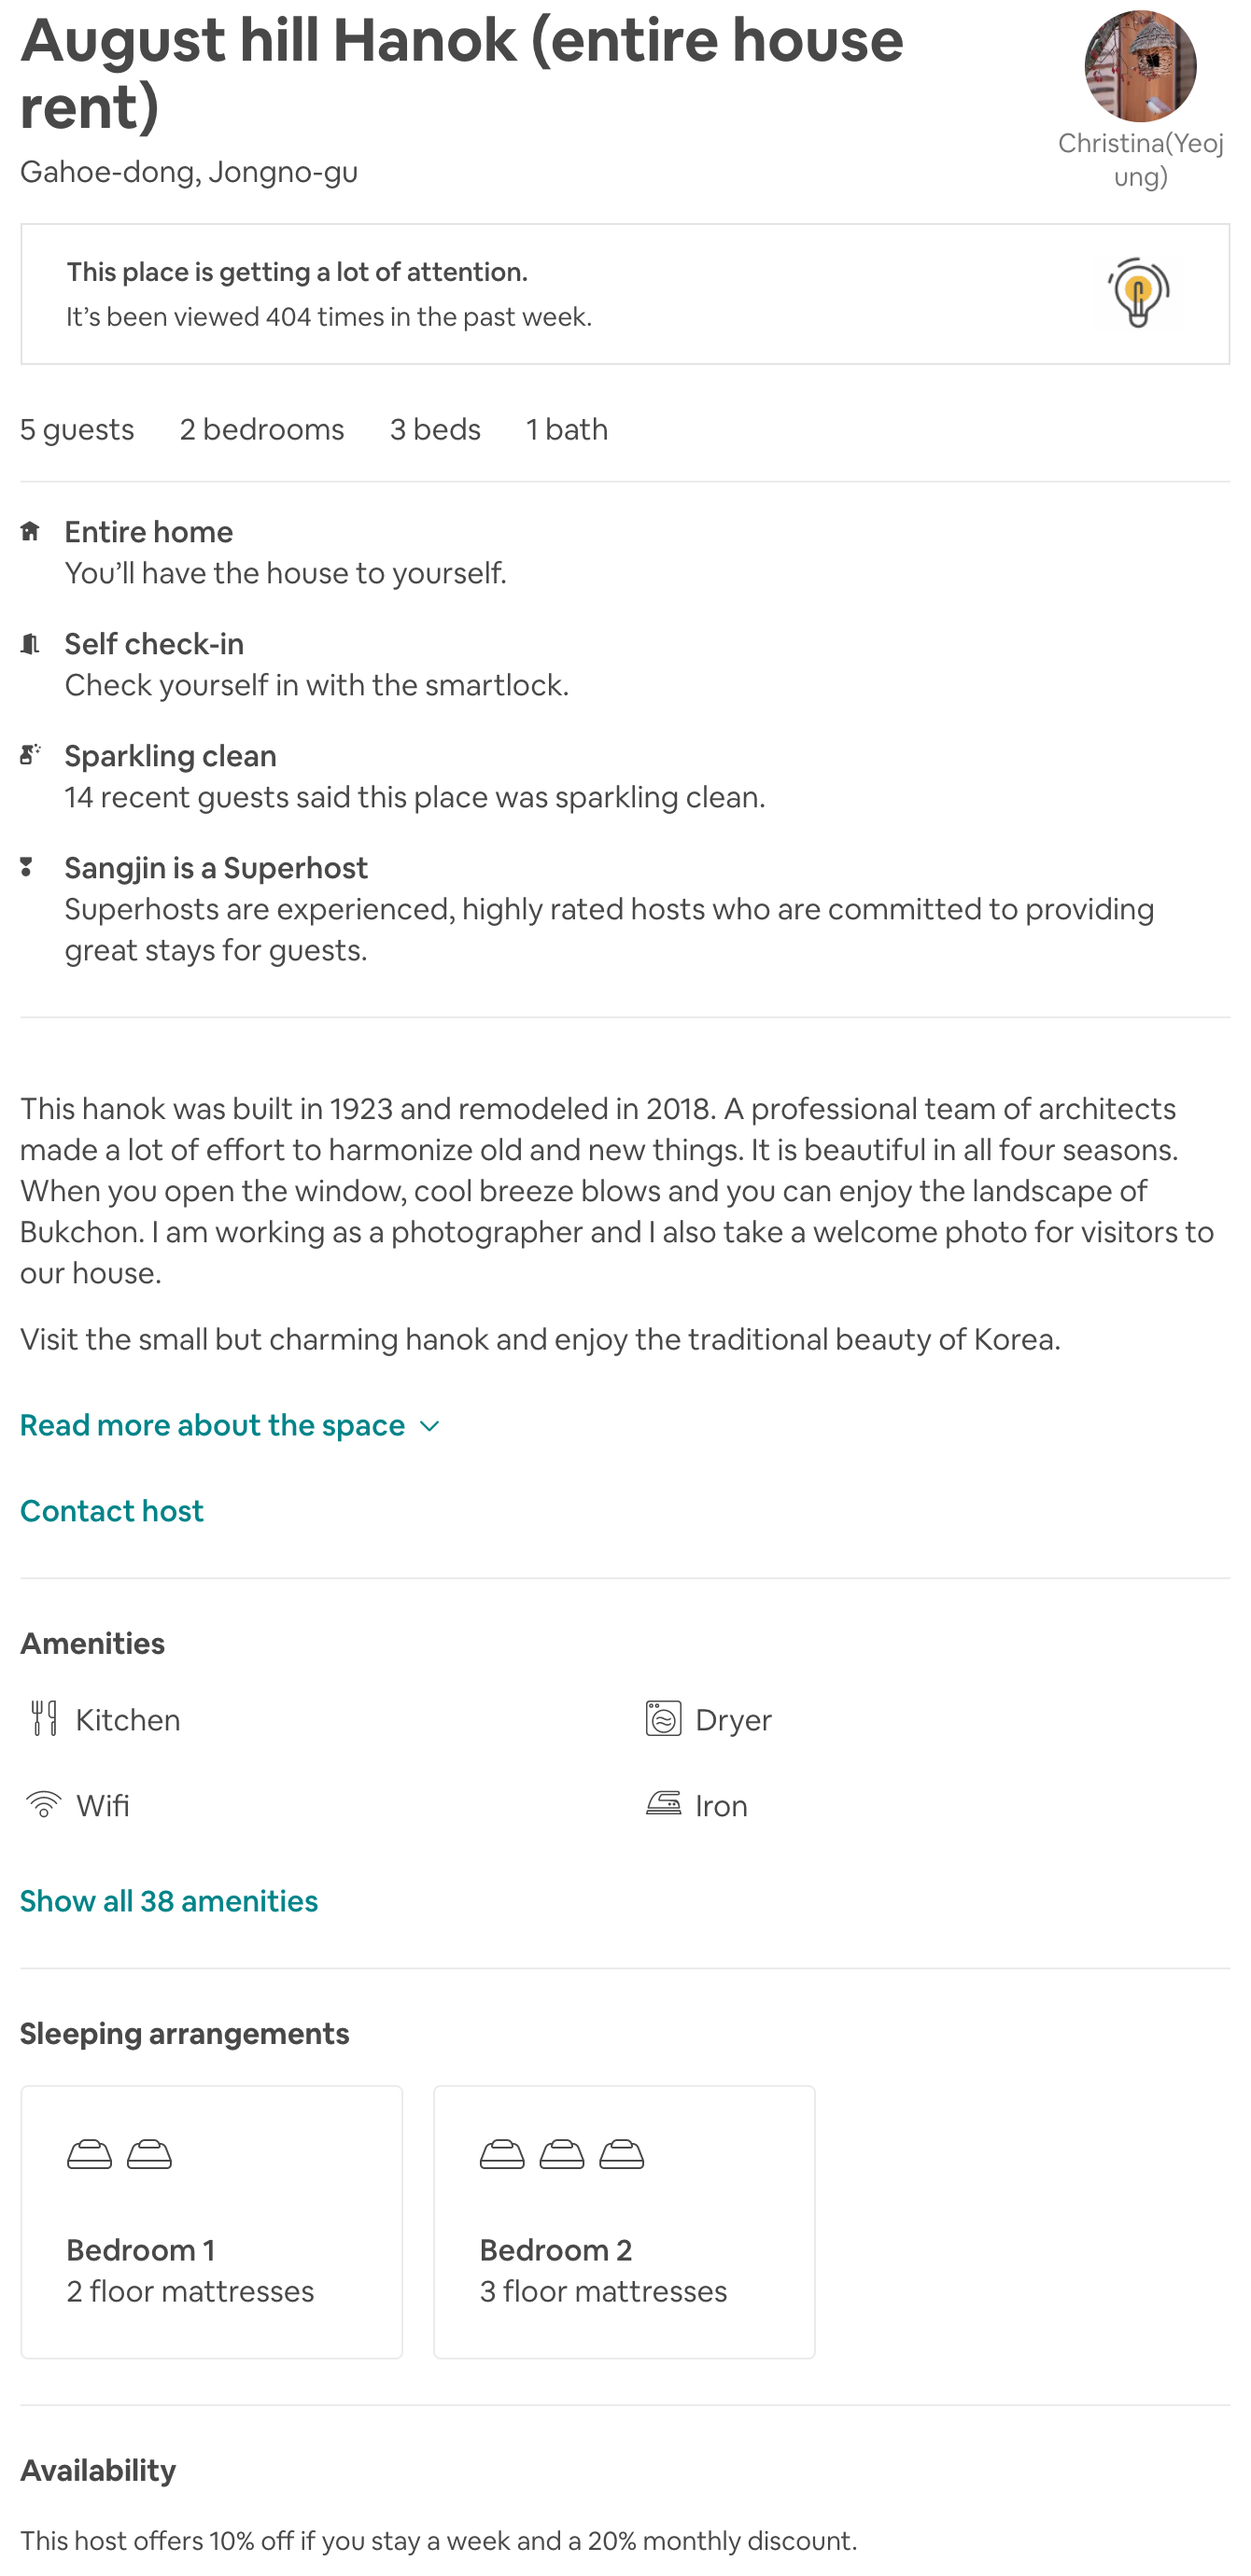 August hill Hanok (entire house
rent)
Christina(Yeoj
ung)
Gahoe-dong, Jongno-gu
This place is getting a lot of attention.
It’s been viewed 404 times in the past week.
5 guests 2 bedrooms 3 beds 1 bath
Entire home
You’ll have the house to yourself.
Self check-in
Check yourself in with the smartlock.
Sparkling clean
14 recent guests said this place was sparkling clean.
Sangjin is a Superhost
Superhosts are experienced, highly rated hosts who are committed to providing
great stays for guests.
This hanok was built in 1923 and remodeled in 2018. A professional team of architects
made a lot of effort to harmonize old and new things. It is beautiful in all four seasons.
When you open the window, cool breeze blows and you can enjoy the landscape of
Bukchon. I am working as a photographer and I also take a welcome photo for visitors to
our house.
Visit the small but charming hanok and enjoy the traditional beauty of Korea.
Read more about the space
Contact host
Amenities
Kitchen Dryer
Wifi Iron
Show all 38 amenities
Sleeping arrangements
Bedroom 1
2 floor mattresses
Bedroom 2
3 floor mattresses
Availability
This host offers 10% off if you stay a week and a 20% monthly discount.